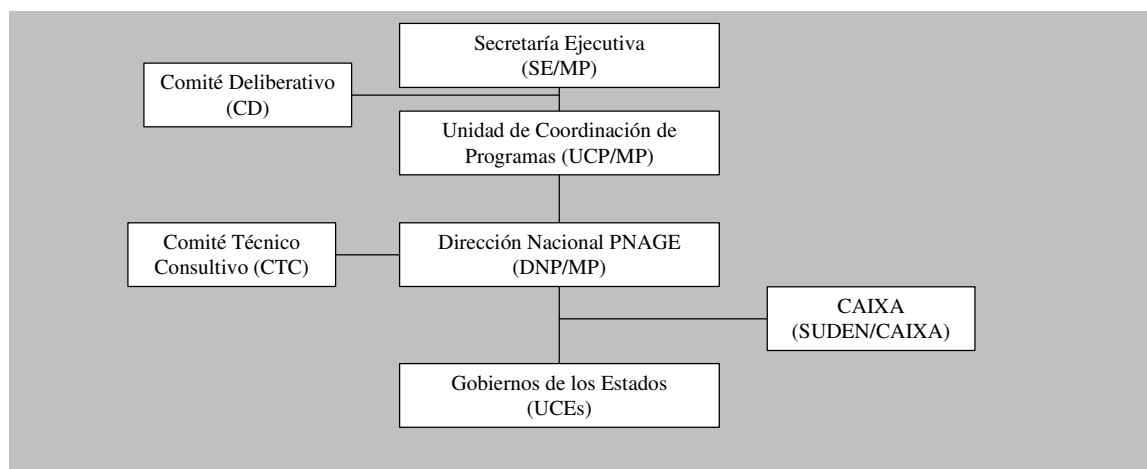 Secretaría Ejecutiva
(SE/MP)
Comité Deliberativo
(CD)
Unidad de Coordinación de
Programas (UCP/MP)
Comité Técnico
Consultivo (CTC)
Dirección Nacional PNAGE
(DNP/MP)
CAIXA
(SUDEN/CAIXA)
Gobiernos de los Estados
(UCEs)